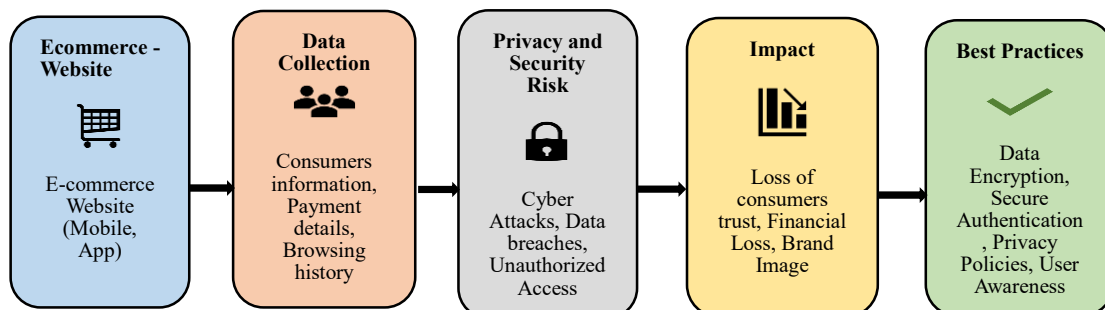 Ecommerce -
Website
E-commerce
Website
(Mobile,
App)
Data
Collection
Consumers
information,
Payment
details,
Browsing
history
Privacy and
Security
Risk
Cyber
Attacks, Data
breaches,
Unauthorized
Access
Impact
Loss of
consumers
trust, Financial
Loss, Brand
Image
Best Practices
Data
Encryption,
Secure
Authentication
, Privacy
Policies, User
Awareness